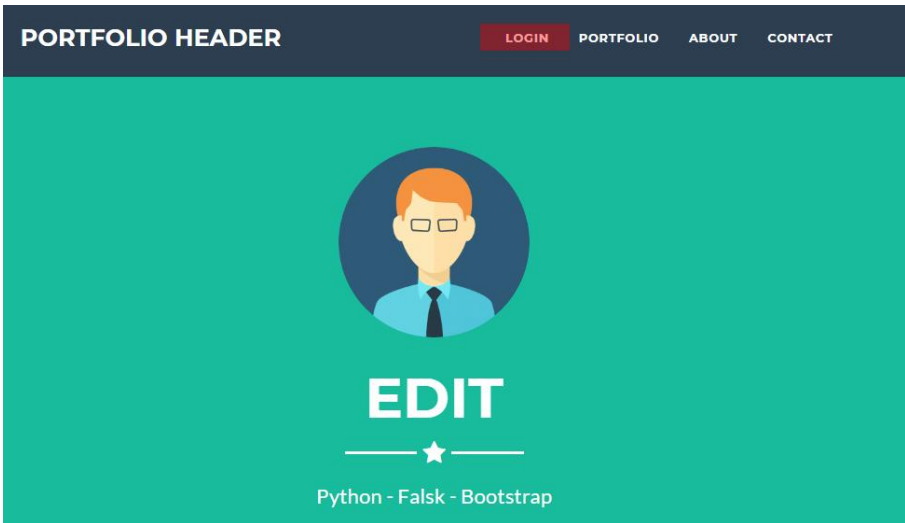 PORTFOLIO HEADER LOGIN PORTFOLIO ABOUT CONTACT
EDIT
Python - Falsk - Bootstrap